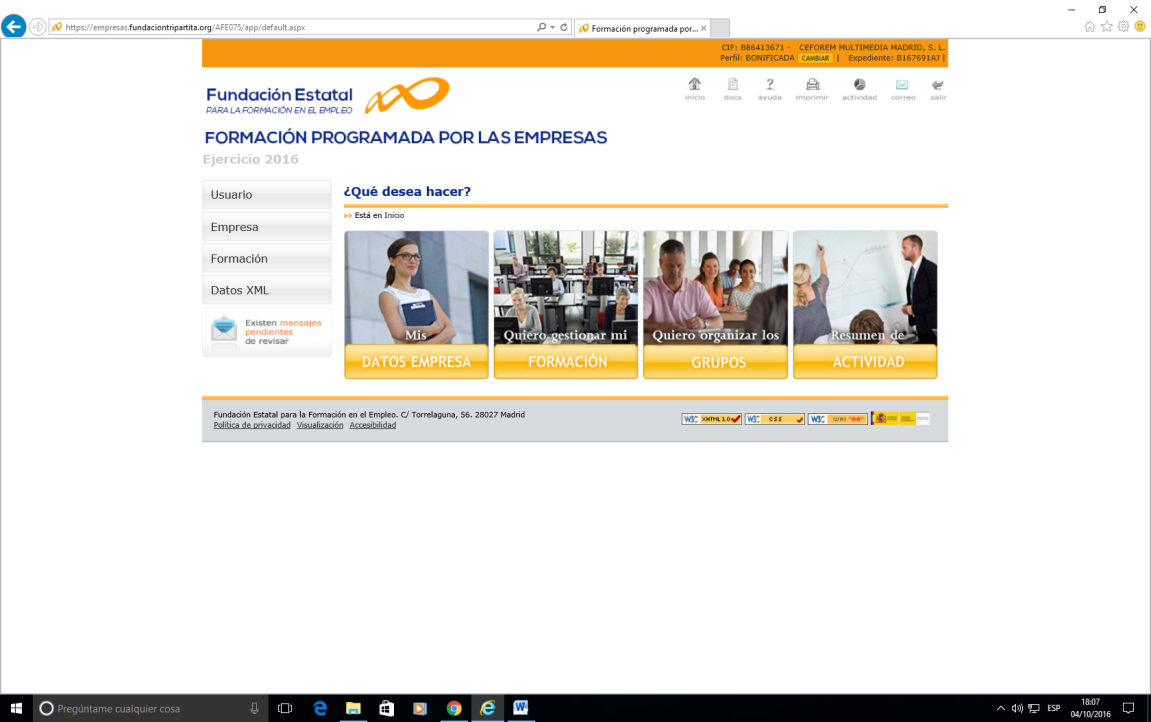 https://empresas.fundaciontripartita.org/AFE075/app/default.aspx
Formación programada por...
CIF: B86413671 - CEFOREM MULTIMEDIA MADRID, S. L.
Perfil: BONIFICADA CAMBIAR | Expediente: B167691AJ |
Fundación Estatal
PARA LA FORMACIÓN EN EL EMPLEO
inicio docs ayuda imprimir actividad correo salir
FORMACIÓN PROGRAMADA POR LAS EMPRESAS
Ejercicio 2016
Usuario
Empresa
Formación
Datos XML
Existen mensajes
pendientes
de revisar
¿Qué desea hacer?
>> Está en Inicio
Mis
DATOS EMPRESA
Quiero gestionar mi
FORMACIÓN
Quiero organizar los
GRUPOS
Resumen de
ACTIVIDAD
Fundación Estatal para la Formación en el Empleo. C/ Torrelaguna, 56. 28027 Madrid
Política de privacidad Visualización Accesibilidad
W3C XHTML 1.0 W3C CSS W3C WAI "AA"
Pregúntame cualquier cosa
ESP
18:07
04/10/2016